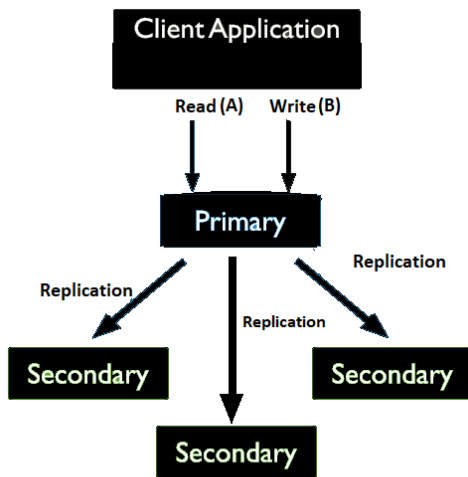 Client Application
Read (A) Write (B)
Primary
Replication
Replication
Replication
Secondary
Secondary
Secondary